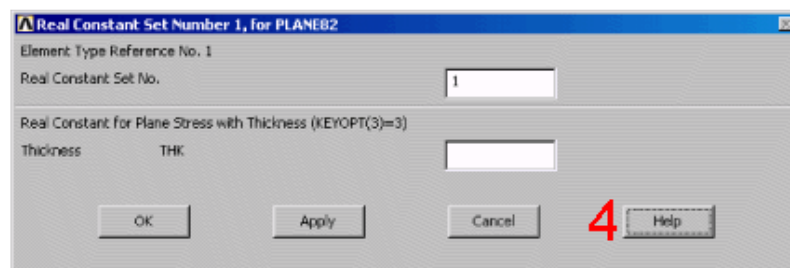 Real Constant Set Number 1, for PLANE82
Element Type Reference No. 1
Real Constant Set No. 1
Real Constant for Plane Stress with Thickness (KEYOPT(3)=3)
Thickness THK
OK Apply Cancel 4 Help